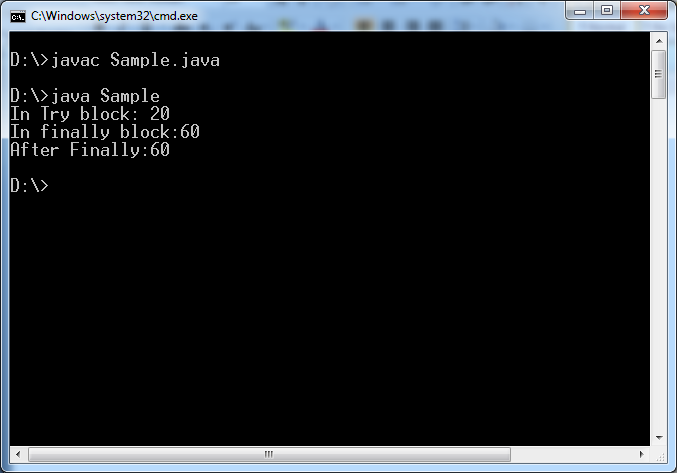 C:\Windows\system32\cmd.exe
D:\>javac Sample.java
D:\>java Sample
In Try block: 20
In finally block:60
After Finally:60
D:\>